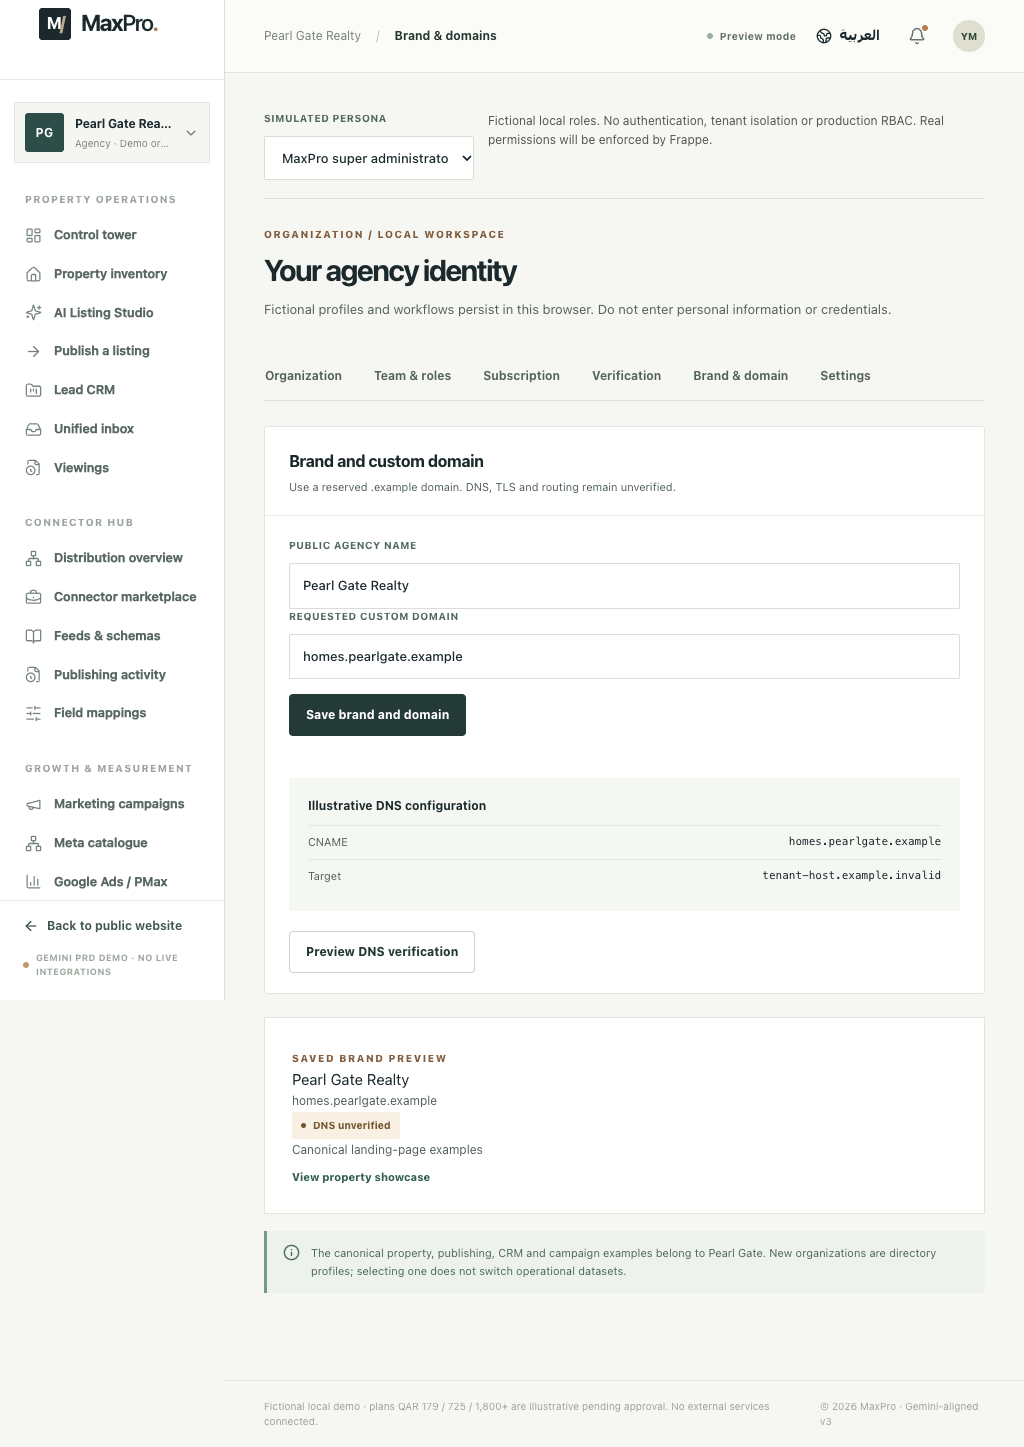 M/ MaxPro.
PG
Pearl Gate Rea...
Agency · Demo or...
PROPERTY OPERATIONS
Control tower
Property inventory
AI Listing Studio
Publish a listing
Lead CRM
Unified inbox
Viewings
CONNECTOR HUB
Distribution overview
Connector marketplace
Feeds & schemas
Publishing activity
Field mappings
GROWTH & MEASUREMENT
Marketing campaigns
Meta catalogue
Google Ads / PMax
Back to public website
GEMINI PRD DEMO · NO LIVE
INTEGRATIONS
Pearl Gate Realty / Brand & domains
Preview mode
العربية
YM
SIMULATED PERSONA
MaxPro super administrato
Fictional local roles. No authentication, tenant isolation or production RBAC. Real
permissions will be enforced by Frappe.
ORGANIZATION / LOCAL WORKSPACE
Your agency identity
Fictional profiles and workflows persist in this browser. Do not enter personal information or credentials.
Organization Team & roles Subscription Verification Brand & domain Settings
Brand and custom domain
Use a reserved .example domain. DNS, TLS and routing remain unverified.
PUBLIC AGENCY NAME
Pearl Gate Realty
REQUESTED CUSTOM DOMAIN
homes.pearlgate.example
Save brand and domain
Illustrative DNS configuration
CNAME homes.pearlgate.example
Target tenant-host.example.invalid
Preview DNS verification
SAVED BRAND PREVIEW
Pearl Gate Realty
homes.pearlgate.example
DNS unverified
Canonical landing-page examples
View property showcase
The canonical property, publishing, CRM and campaign examples belong to Pearl Gate. New organizations are directory
profiles; selecting one does not switch operational datasets.
Fictional local demo · plans QAR 179 / 725 / 1,800+ are illustrative pending approval. No external services
connected.
© 2026 MaxPro · Gemini-aligned
v3